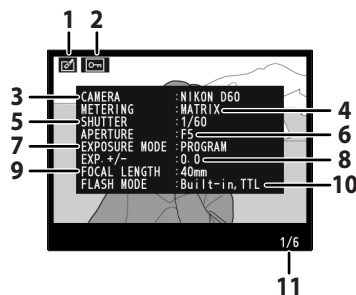 1 2
3 CAMERA :NIKON D60
METERING :MATRIX 4
5 SHUTTER :1/60
APERTURE :F5 6
7 EXPOSURE MODE :PROGRAM
EXP. +/- :0.0 8
9 FOCAL LENGTH :40mm
FLASH MODE :Built-in, TTL 10
1/6
11